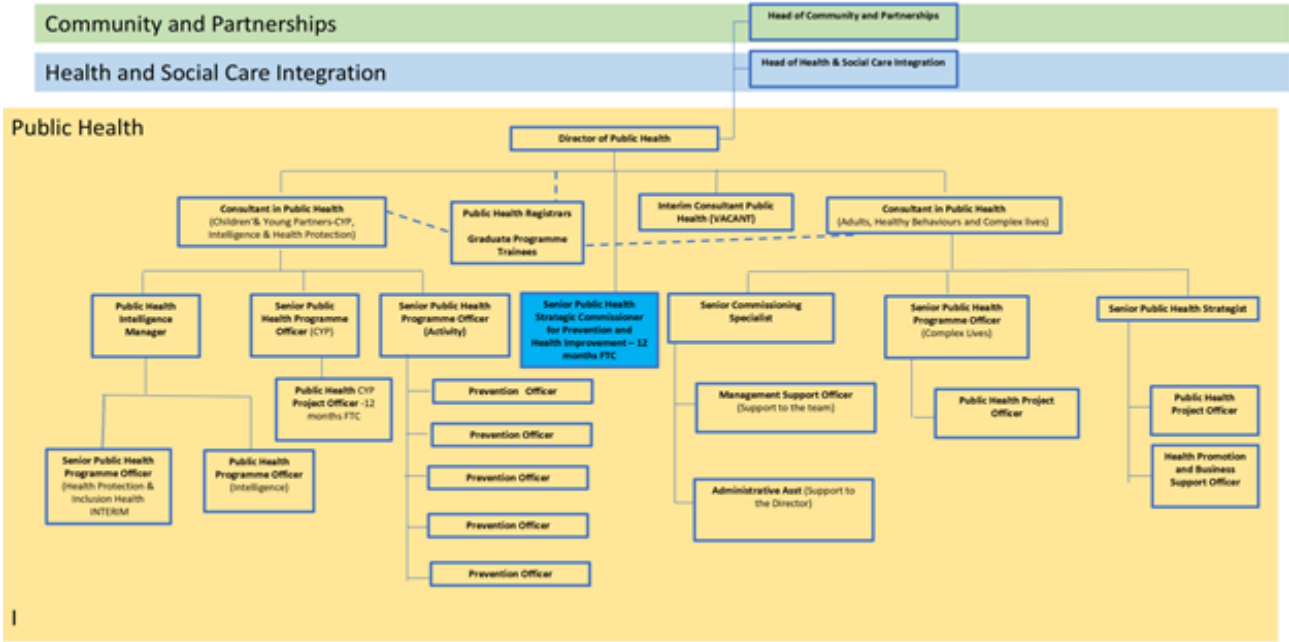 Community and Partnerships
Head of Community and Partnerships
Health and Social Care Integration
Head of Health & Social Care Integration
Public Health
Director of Public Health
Consultant in Public Health
(Children'& Young Partners-CYP,
Intelligence & Health Protection)
Public Health Registrars
Graduate Programme
Trainees
Interim Consultant Public
Health (VACANT)
Consultant in Public Health
(Adults, Healthy Behaviours and Complex lives)
Public Health
Intelligence
Manager
Senior Public
Health Programme
Officer (CYP)
Senior Public Health
Programme Officer
(Activity)
Senior Public Health
Strategic Commissioner
for Prevention and
Health Improvement – 12
months FTC
Senior Commissioning
Specialist
Senior Public Health
Programme Officer
(Complex Lives)
Senior Public Health Strategist
Public Health CYP
Project Officer -12
months FTC
Prevention Officer
Prevention Officer
Prevention Officer
Prevention Officer
Prevention Officer
Management Support Officer
(Support to the team)
Public Health Project
Officer
Public Health
Project Officer
Senior Public Health
Programme Officer
(Health Protection &
Inclusion Health
INTERIM
Public Health
Programme Officer
(Intelligence)
Administrative Asst (Support to
the Director)
Health Promotion
and Business
Support Officer
I